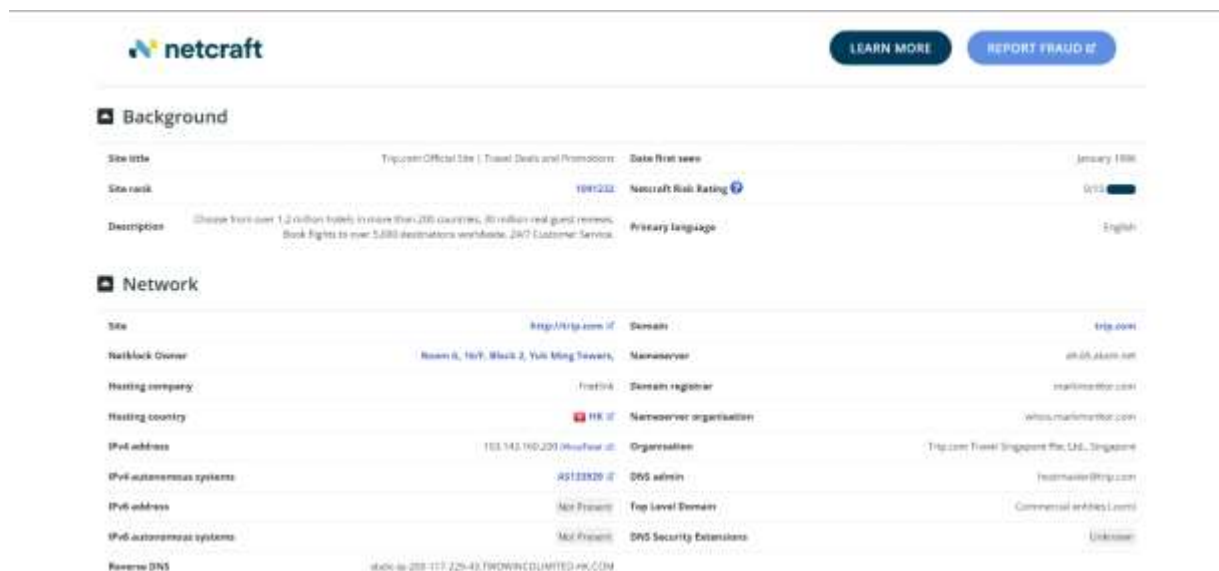 netcraft
LEARN MORE
REPORT FRAUD
Background
Site title Trip.com Official Site | Travel Deals and Promotions Date first seen January 1996
Site rank Netcraft Risk Rating
Description Choose from over 1.2 million hotels in more than 200 countries, 30 million real guest reviews. Primary language English
Book flights to over 5,000 destinations worldwide. 24/7 Customer Service.
Network
Site http://trip.com Domain trip.com
Netblock Owner Room 6, 16/F, Block 2, Yuk Ming Towers, Nameserver
Hosting company Domain registrar markmonitor.com
Hosting country HK Nameserver organisation whois.markmonitor.com
IPv4 address Organisation Trip.com Travel Singapore Pte. Ltd., Singapore
IPv4 autonomous systems DNS admin hostmaster@trip.com
IPv6 address Not Present Top Level Domain Commercial entities (.com)
IPv6 autonomous systems Not Present DNS Security Extensions Unknown
Reverse DNS